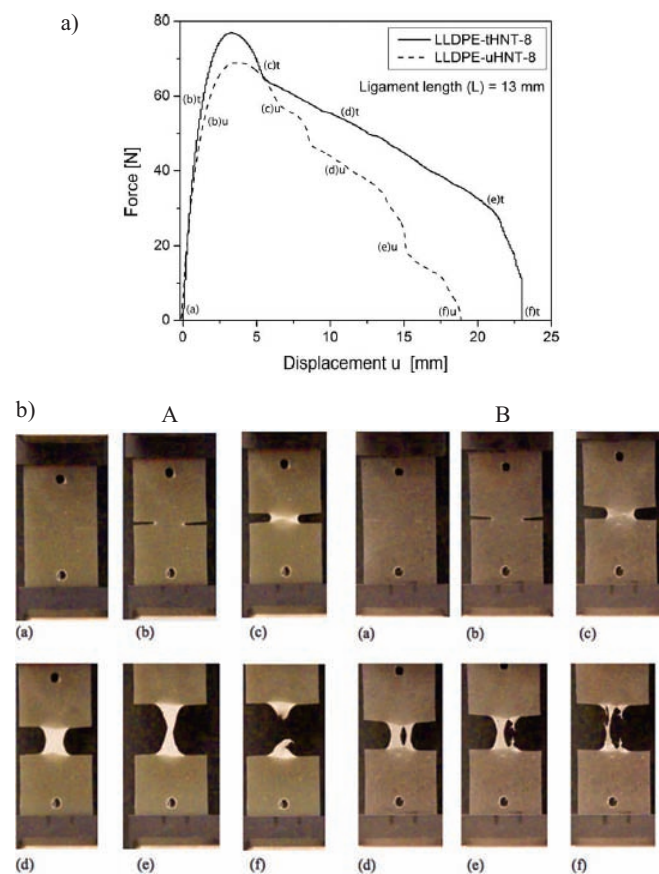 a)
80
60
40
20
0
Force [N]
LLDPE-tHNT-8
LLDPE-uHNT-8
Ligament length (L) = 13 mm
(c)t
(b)t
(b)u
(c)u
(d)t
(d)u
(e)t
(e)u
(a)
(f)u
(f)t
0 5 10 15 20 25
Displacement u [mm]
b)
A B
(a) (b) (c) (a) (b) (c)
(d) (e) (f) (d) (e) (f)